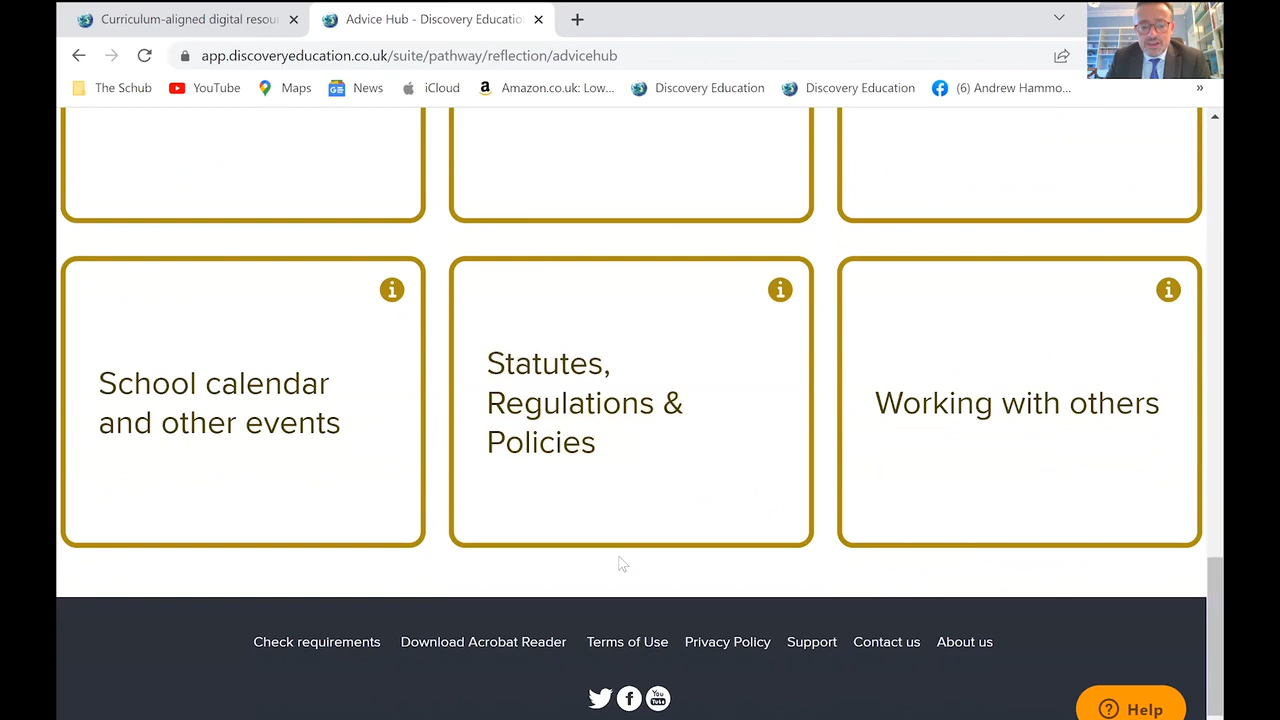 Curriculum-aligned digital resou
Advice Hub - Discovery Educatio
app.discoveryeducation.co.uk/suite/pathway/reflection/advicehub
The Schub
YouTube
Maps
News
iCloud
Amazon.co.uk: Low...
Discovery Education
Discovery Education
(6) Andrew Hammo...
School calendar
and other events
Statutes,
Regulations &
Policies
Working with others
Check requirements
Download Acrobat Reader
Terms of Use
Privacy Policy
Support
Contact us
About us
You
Tube
Help